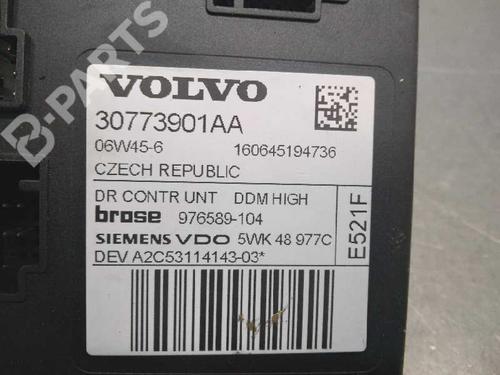 B-PARTS
VOLVO
30773901AA
06W45-6 160645194736
CZECH REPUBLIC
DR CONTR UNT DDM HIGH
brose 976589-104
SIEMENS VDO 5WK 48 977C
DEV A2C53114143-03*
E521F